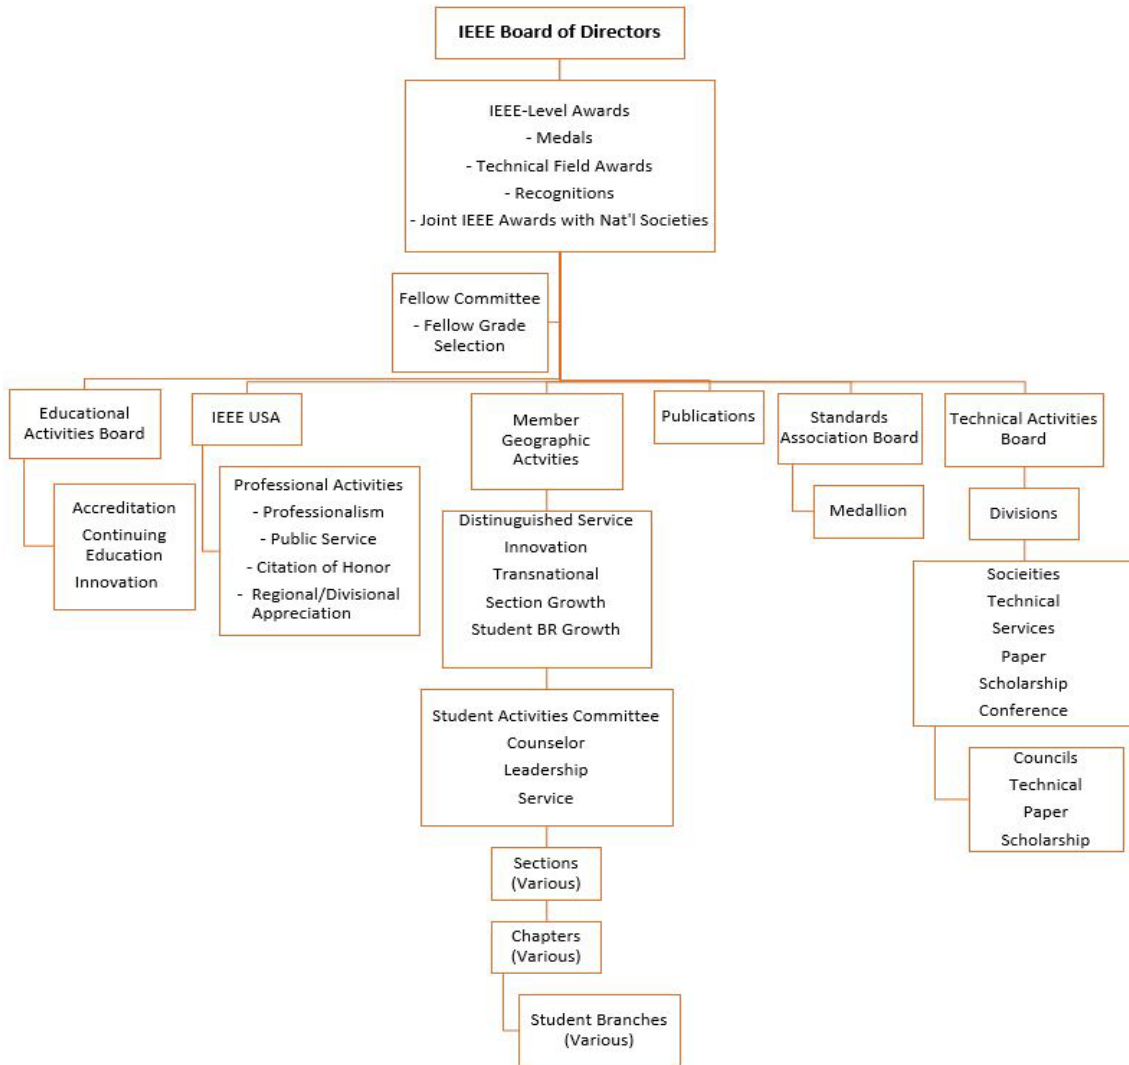 IEEE Board of Directors
IEEE-Level Awards
- Medals
- Technical Field Awards
- Recognitions
- Joint IEEE Awards with Nat'l Societies
Fellow Committee
- Fellow Grade
Selection
Educational
Activities Board
Accreditation
Continuing
Education
Innovation
IEEE USA
Professional Activities
- Professionalism
- Public Service
- Citation of Honor
- Regional/Divisional
Appreciation
Member
Geographic
Actvities
Distinuguished Service
Innovation
Transnational
Section Growth
Student BR Growth
Student Activities Committee
Counselor
Leadership
Service
Sections
(Various)
Chapters
(Various)
Student Branches
(Various)
Publications
Standards
Association Board
Medallion
Technical Activities
Board
Divisions
Socieities
Technical
Services
Paper
Scholarship
Conference
Councils
Technical
Paper
Scholarship